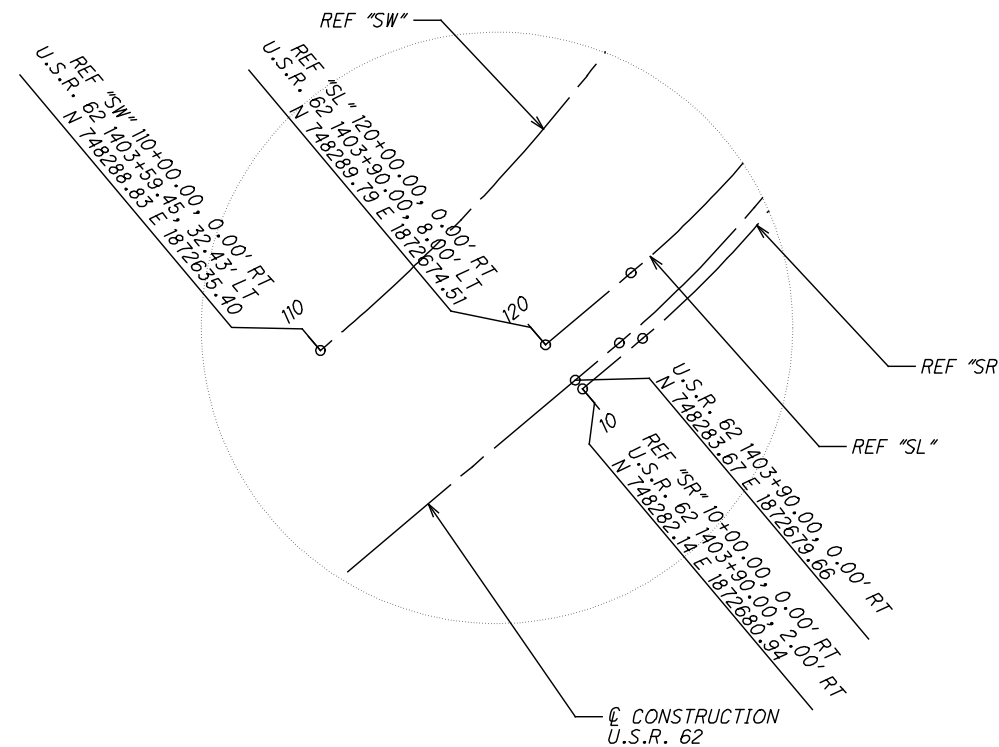 REF "SW"
REF "SW" 110+00.00, 0.00' RT
U.S.R. 62 1403+59.45, 32.43' LT
N 748288.83 E 1872635.40
REF "SL" 120+00.00, 0.00' RT
U.S.R. 62 1403+90.00, 8.00' LT
N 748289.79 E 1872674.51
110
120
REF "SR
U.S.R. 62 1403+90.00, 0.00' RT
N 748283.67 E 1872679.66
10
REF "SL"
REF "SR" 10+00.00, 0.00' RT
U.S.R. 62 1403+90.00, 2.00' RT
N 748282.14 E 1872680.94
℄ CONSTRUCTION
U.S.R. 62